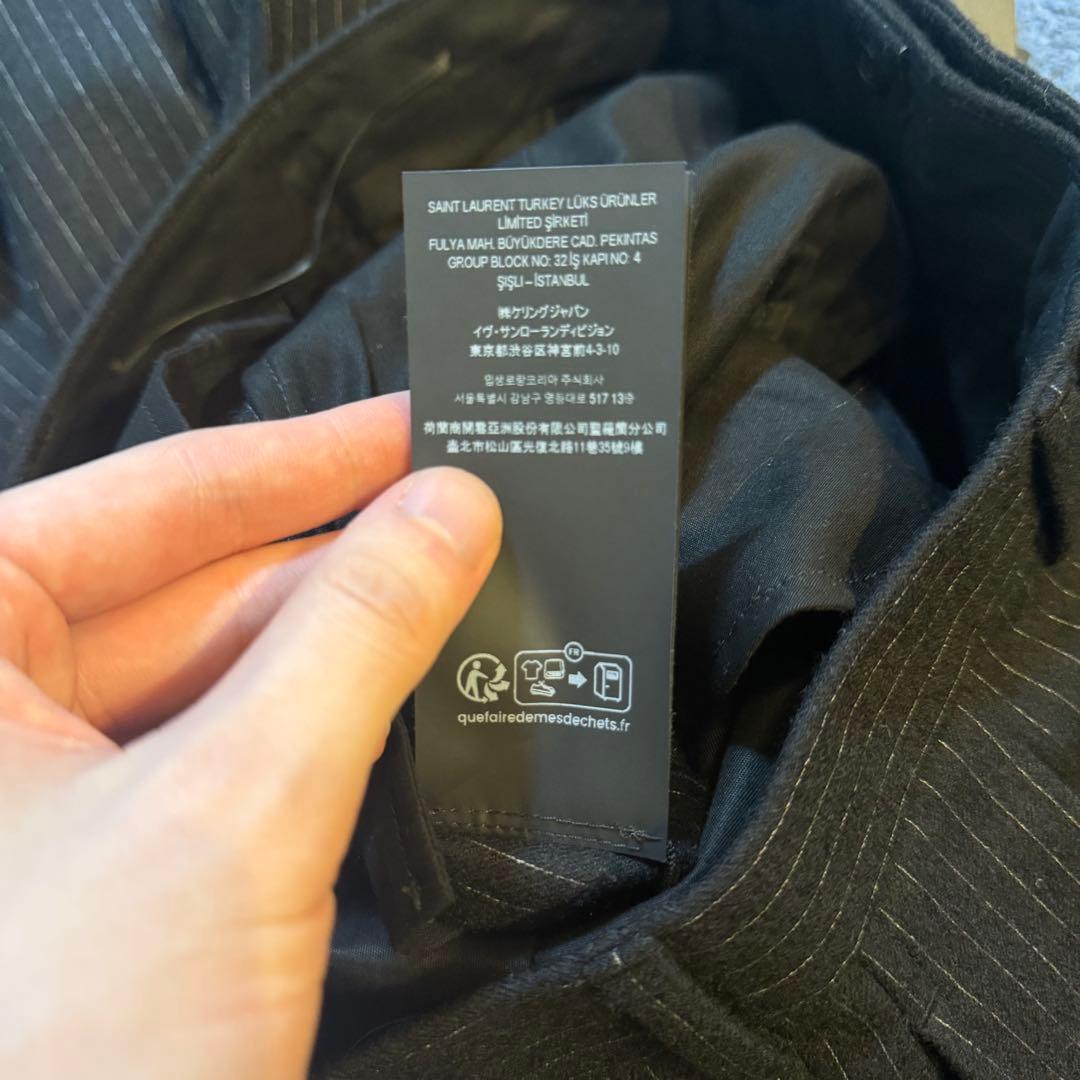 SAINT LAURENT TURKEY LÜKS ÜRÜNLER
LİMİTED ŞİRKETİ
FULYA MAH. BÜYÜKDERE CAD. PEKINTAS
GROUP BLOCK NO: 32 İŞ KAPI NO: 4
ŞIŞLI – İSTANBUL
㈱ケリングジャパン
イヴ・サンローランディビジョン
東京都渋谷区神宮前4-3-10
입생로랑코리아 주식회사
서울특별시 강남구 영동대로 517 13층
荷蘭商開雲亞洲股份有限公司聖羅蘭分公司
臺北市松山區光復北路11巷35號9樓
FR
quefairedemesdechets.fr